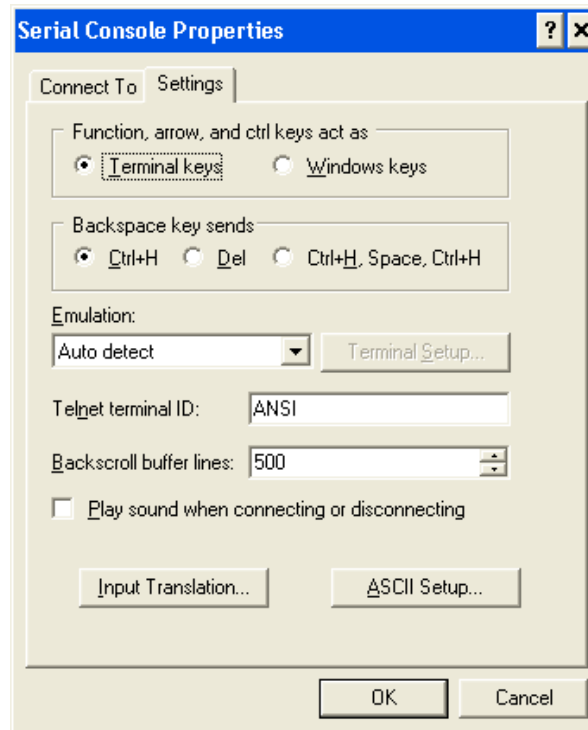 Serial Console Properties
Connect To Settings
Function, arrow, and ctrl keys act as
Terminal keys Windows keys
Backspace key sends
Ctrl+H Del Ctrl+H, Space, Ctrl+H
Emulation:
Auto detect Terminal Setup...
Telnet terminal ID: ANSI
Backscroll buffer lines: 500
Play sound when connecting or disconnecting
Input Translation... ASCII Setup...
OK Cancel